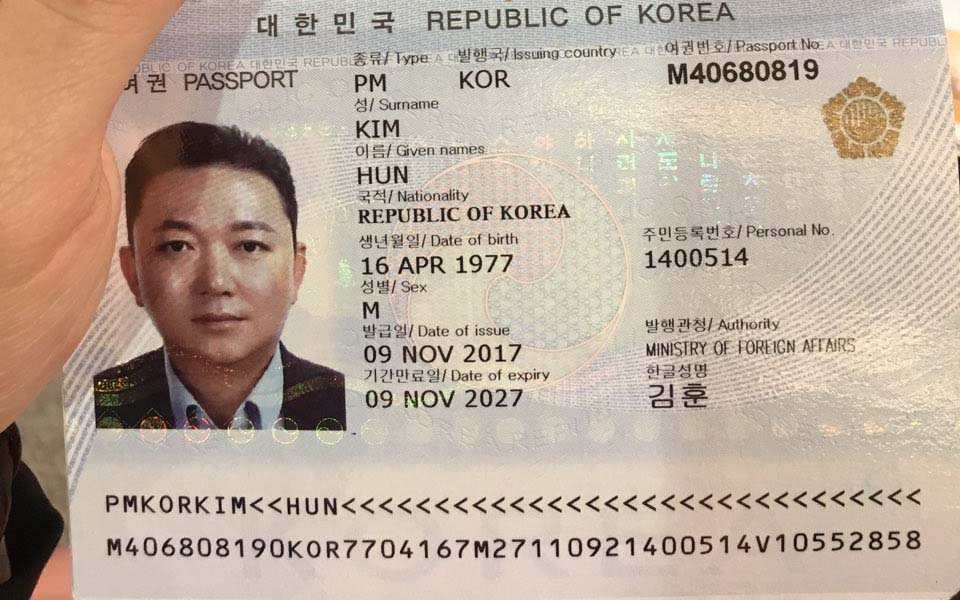 대한민국 REPUBLIC OF KOREA
여권 PASSPORT
종류/ Type 발행국/ Issuing country 여권번호/ Passport No.
PM KOR M40680819
성/ Surname
KIM
이름/ Given names
HUN
국적/ Nationality
REPUBLIC OF KOREA
생년월일/ Date of birth 주민등록번호/ Personal No.
16 APR 1977 1400514
성별/ Sex
M
발급일/ Date of issue 발행관청/ Authority
09 NOV 2017 MINISTRY OF FOREIGN AFFAIRS
기간만료일/ Date of expiry 한글성명
09 NOV 2027 김훈
PMKORKIM<<HUN<<<<<<<<<<<<<<<<<<<<<<<<<<<<<<<
M406808190KOR7704167M27110921400514V10552858